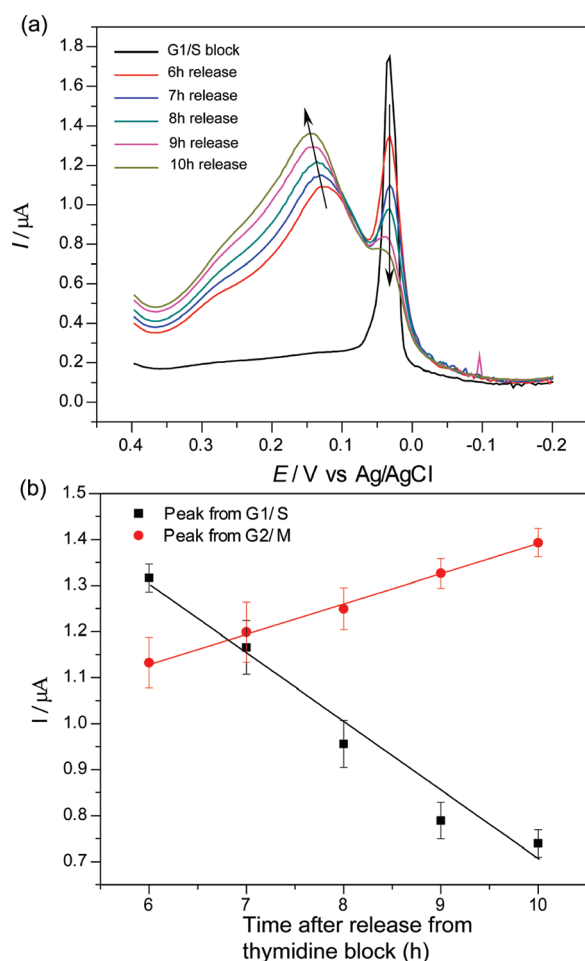 (a)
G1/S block
6h release
7h release
8h release
9h release
10h release
I / µA
1.8
1.6
1.4
1.2
1.0
0.8
0.6
0.4
0.2
0.0
0.4 0.3 0.2 0.1 0.0 -0.1 -0.2
E / V vs Ag/AgCl
(b)
Peak from G1/ S
Peak from G2/ M
I / µA
1.5
1.4
1.3
1.2
1.1
1.0
0.9
0.8
0.7
6 7 8 9 10
Time after release from
thymidine block (h)